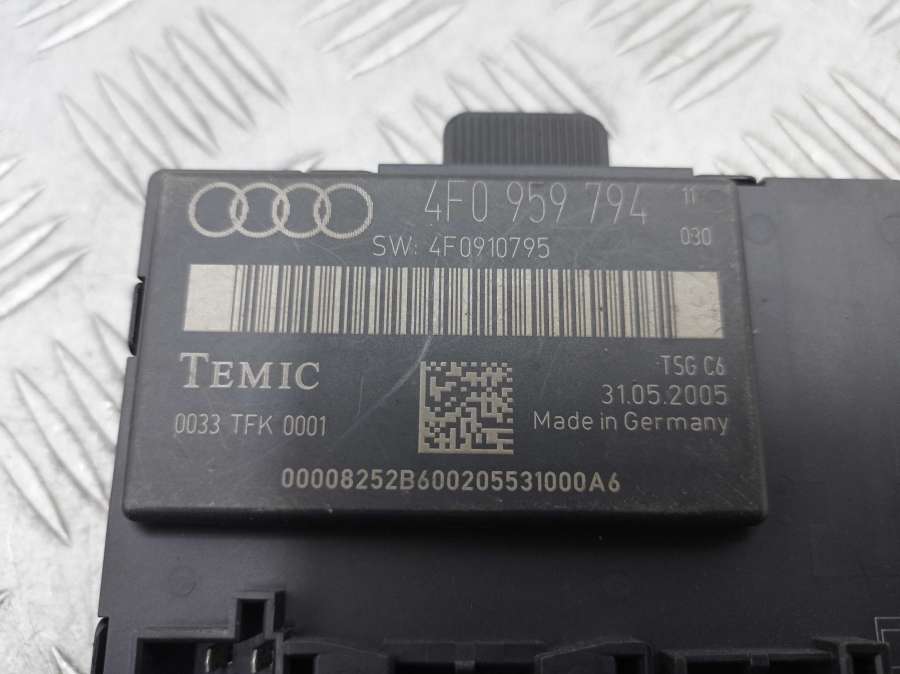 4F0 959 794 11
SW: 4F0910795 030
TEMIC TSG C6
31.05.2005
0033 TFK 0001 Made in Germany
00008252B600205531000A6